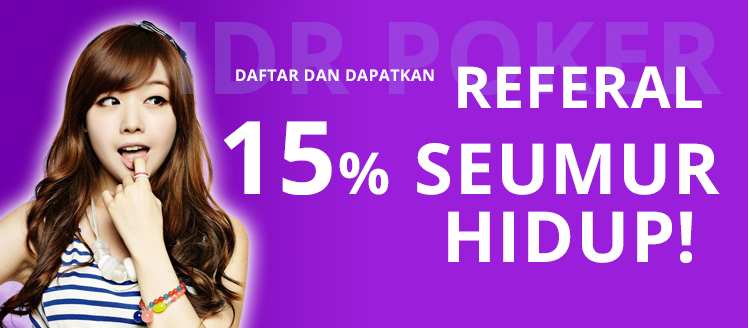 IDR POKER
DAFTAR DAN DAPATKAN REFERAL
15% SEUMUR
HIDUP!